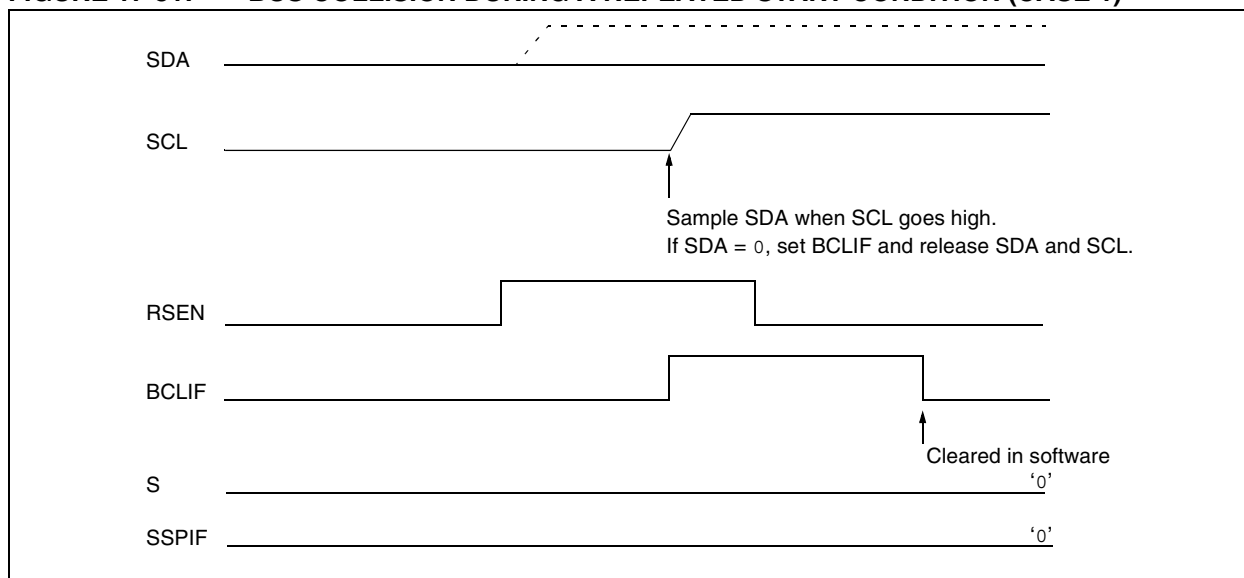 SDA
SCL
Sample SDA when SCL goes high.
If SDA = 0, set BCLIF and release SDA and SCL.
RSEN
BCLIF
Cleared in software
S
‘0’
SSPIF
‘0’